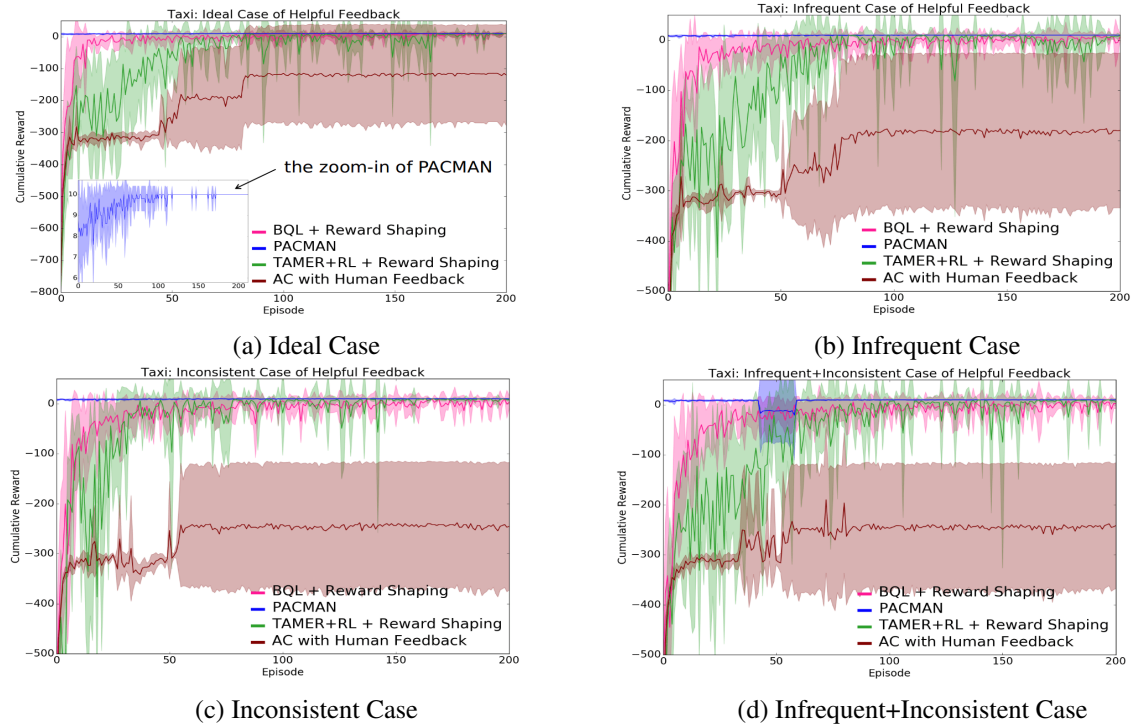 Taxi: Ideal Case of Helpful Feedback
Cumulative Reward
0
−100
−200
−300
−400
−500
−600
−700
−800
the zoom-in of PACMAN
10
9
8
7
6
0 50 100 150 200
BQL + Reward Shaping
PACMAN
TAMER+RL + Reward Shaping
AC with Human Feedback
0 50 100 150 200
Episode
(a) Ideal Case
Taxi: Infrequent Case of Helpful Feedback
Cumulative Reward
0
−100
−200
−300
−400
−500
BQL + Reward Shaping
PACMAN
TAMER+RL + Reward Shaping
AC with Human Feedback
0 50 100 150 200
Episode
(b) Infrequent Case
Taxi: Inconsistent Case of Helpful Feedback
Cumulative Reward
0
−100
−200
−300
−400
−500
BQL + Reward Shaping
PACMAN
TAMER+RL + Reward Shaping
AC with Human Feedback
0 50 100 150 200
Episode
(c) Inconsistent Case
Taxi: Infrequent+Inconsistent Case of Helpful Feedback
Cumulative Reward
0
−100
−200
−300
−400
−500
BQL + Reward Shaping
PACMAN
TAMER+RL + Reward Shaping
AC with Human Feedback
0 50 100 150 200
Episode
(d) Infrequent+Inconsistent Case